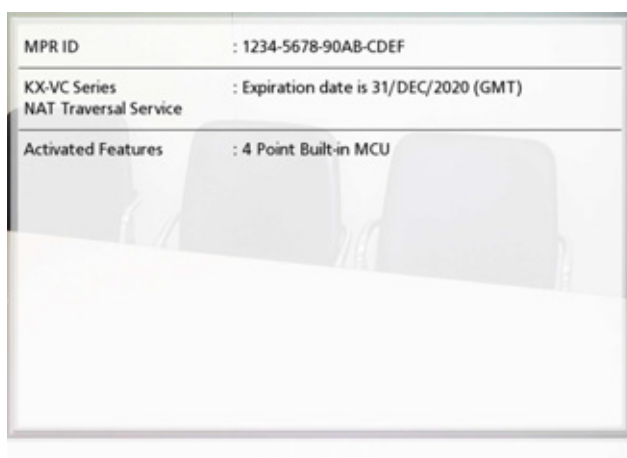 MPR ID : 1234-5678-90AB-CDEF
KX-VC Series : Expiration date is 31/DEC/2020 (GMT)
NAT Traversal Service
Activated Features : 4 Point Built-in MCU